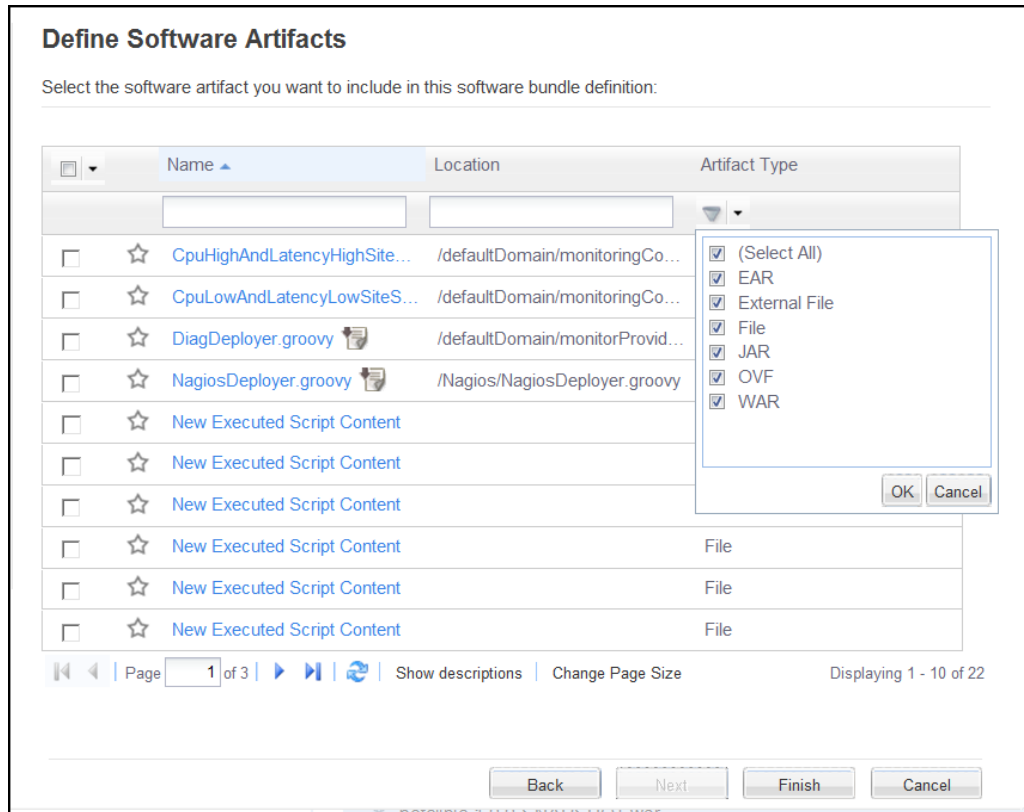 Define Software Artifacts
Select the software artifact you want to include in this software bundle definition:
Name Location Artifact Type
CpuHighAndLatencyHighSite... /defaultDomain/monitoringCo...
CpuLowAndLatencyLowSiteS... /defaultDomain/monitoringCo...
DiagDeployer.groovy /defaultDomain/monitorProvid...
NagiosDeployer.groovy /Nagios/NagiosDeployer.groovy
New Executed Script Content
New Executed Script Content
New Executed Script Content
New Executed Script Content File
New Executed Script Content File
New Executed Script Content File
(Select All)
EAR
External File
File
JAR
OVF
WAR
OK Cancel
Page 1 of 3 Show descriptions Change Page Size Displaying 1 - 10 of 22
Back Next Finish Cancel